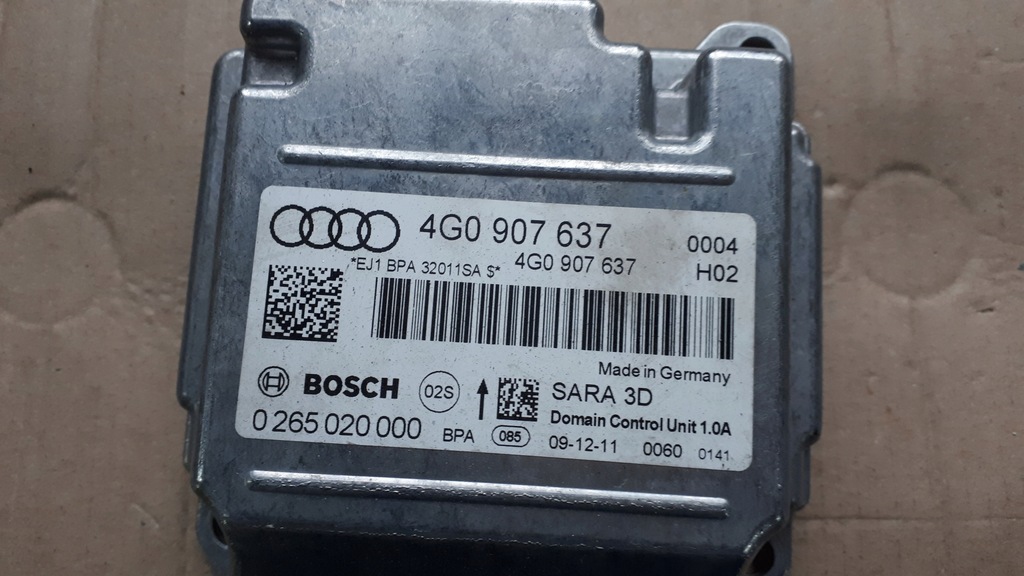 4G0 907 637 0004
*EJ1 BPA 32011SA $* 4G0 907 637 H02
Made in Germany
BOSCH 02S SARA 3D
Domain Control Unit 1.0A
0 265 020 000 BPA 085 09-12-11 0060 0141